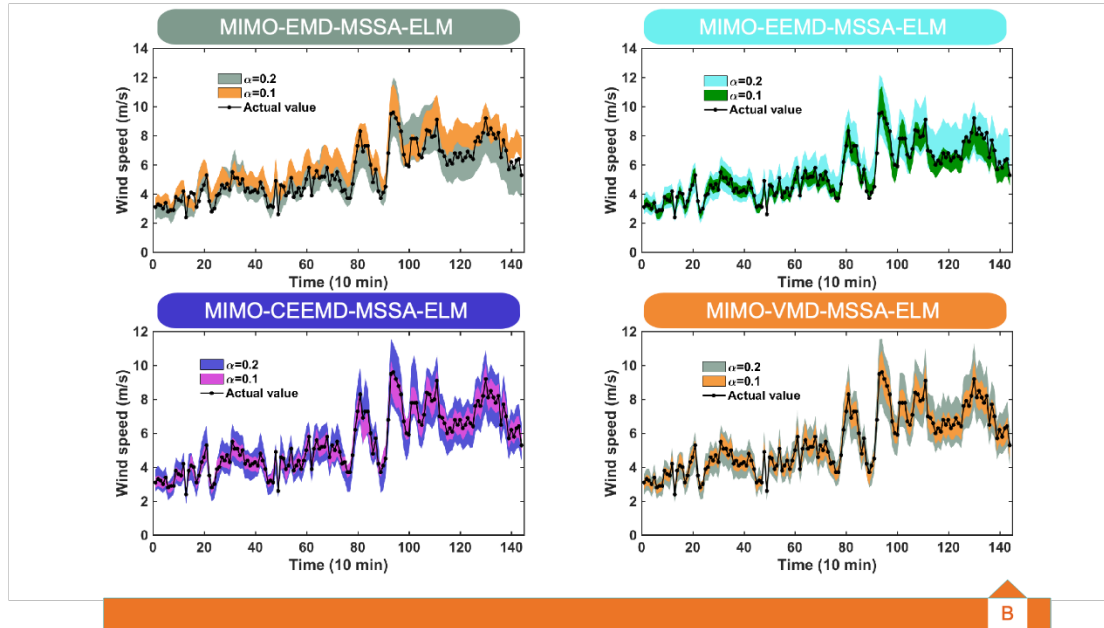 MIMO-EMD-MSSA-ELM
14
12
10
8
6
4
2
0
Wind speed (m/s)
α=0.2
α=0.1
Actual value
0 20 40 60 80 100 120 140
Time (10 min)
MIMO-EEMD-MSSA-ELM
14
12
10
8
6
4
2
0
Wind speed (m/s)
α=0.2
α=0.1
Actual value
0 20 40 60 80 100 120 140
Time (10 min)
MIMO-CEEMD-MSSA-ELM
12
10
8
6
4
2
0
Wind speed (m/s)
α=0.2
α=0.1
Actual value
0 20 40 60 80 100 120 140
Time (10 min)
MIMO-VMD-MSSA-ELM
12
10
8
6
4
2
0
Wind speed (m/s)
α=0.2
α=0.1
Actual value
0 20 40 60 80 100 120 140
Time (10 min)
B